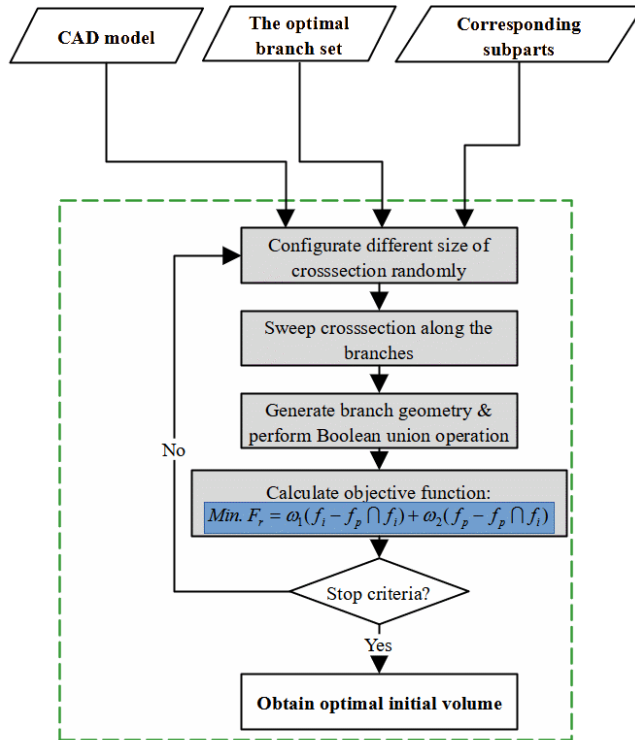 CAD model
The optimal
branch set
Corresponding
subparts
Configurate different size of
crosssection randomly
Sweep crosssection along the
branches
Generate branch geometry &
perform Boolean union operation
No
Calculate objective function:
Min. F_r = ω_1(f_i − f_p ⋂ f_i) + ω_2(f_p − f_p ⋂ f_i)
Stop criteria?
Yes
Obtain optimal initial volume